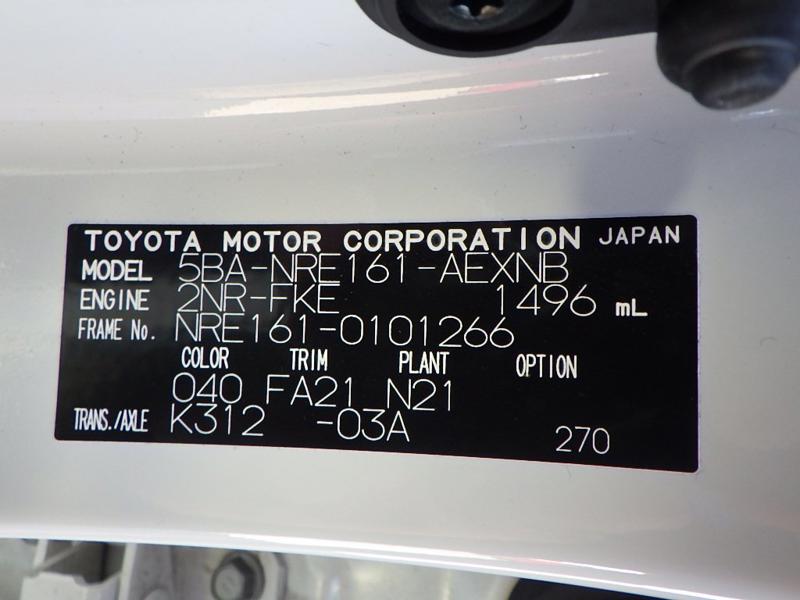 TOYOTA MOTOR CORPORATION JAPAN
MODEL 5BA-NRE161-AEXNB
ENGINE 2NR-FKE 1496 mL
FRAME No. NRE161-0101266
COLOR TRIM PLANT OPTION
040 FA21 N21
TRANS./AXLE K312 -03A 270